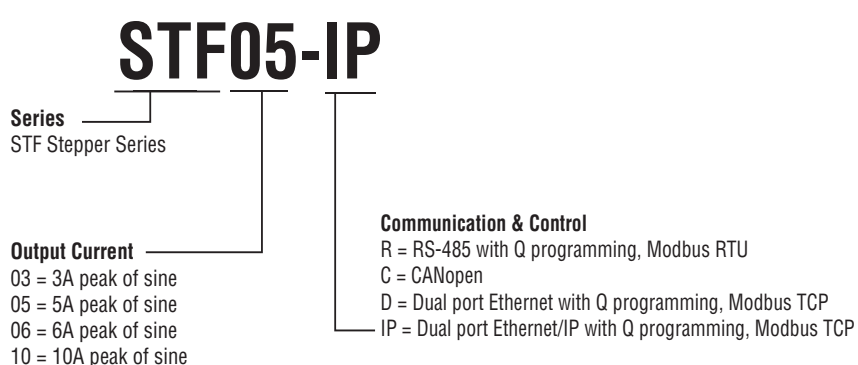 STF05-IP
Series
STF Stepper Series
Output Current
03 = 3A peak of sine
05 = 5A peak of sine
06 = 6A peak of sine
10 = 10A peak of sine
Communication & Control
R = RS-485 with Q programming, Modbus RTU
C = CANopen
D = Dual port Ethernet with Q programming, Modbus TCP
IP = Dual port Ethernet/IP with Q programming, Modbus TCP